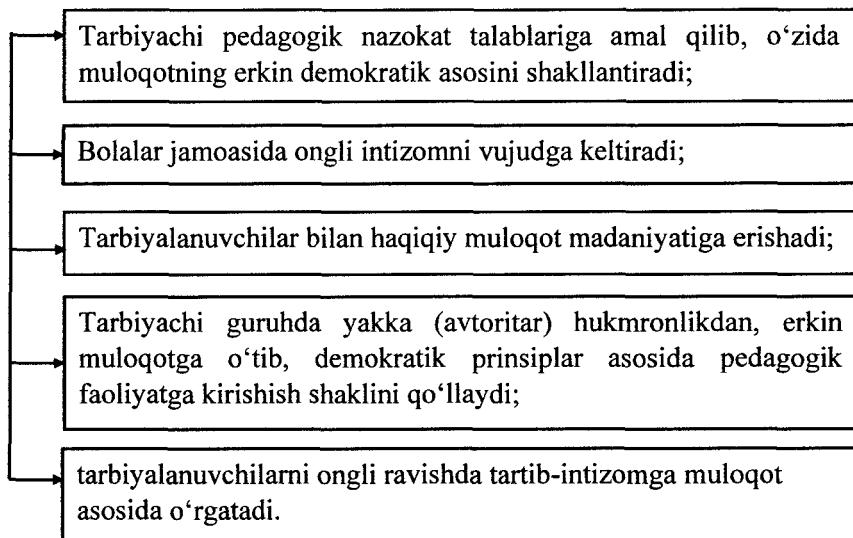 Tarbiyachi pedagogik nazokat talablariga amal qilib, o‘zida
muloqotning erkin demokratik asosini shakllantiradi;
Bolalar jamoasida ongli intizomni vujudga keltiradi;
Tarbiyalanuvchilar bilan haqiqiy muloqot madaniyatiga erishadi;
Tarbiyachi guruhda yakka (avtoritar) hukmronlikdan, erkin
muloqotga o‘tib, demokratik prinsiplar asosida pedagogik
faoliyatga kirishish shaklini qo‘llaydi;
tarbiyalanuvchilarni ongli ravishda tartib-intizomga muloqot
asosida o‘rgatadi.